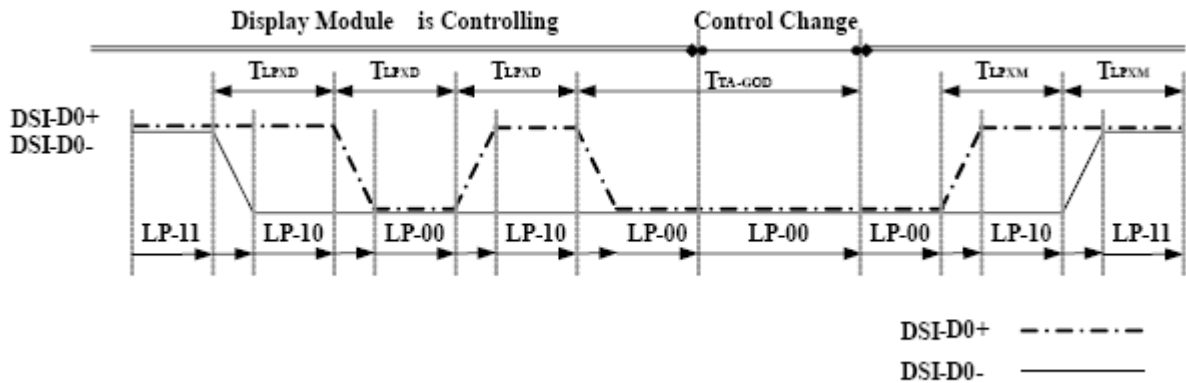 Display Module is Controlling Control Change
TLPXD TLPXD TLPXD TTA-GOD TLPXM TLPXM
DSI-D0+
DSI-D0-
LP-11 LP-10 LP-00 LP-10 LP-00 LP-00 LP-00 LP-10 LP-11
DSI-D0+
DSI-D0-